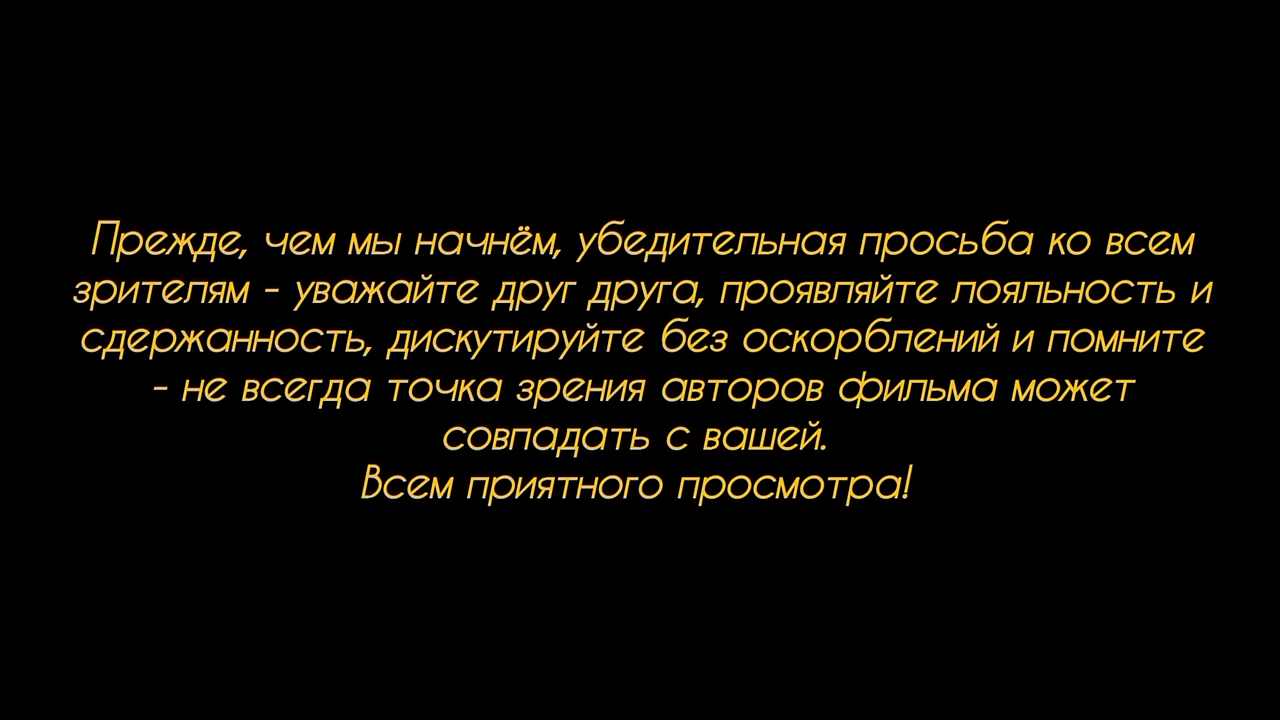 Прежде, чем мы начнём, убедительная просьба ко всем
зрителям - уважайте друг друга, проявляйте лояльность и
сдержанность, дискутируйте без оскорблений и помните
- не всегда точка зрения авторов фильма может
совпадать с вашей.
Всем приятного просмотра!